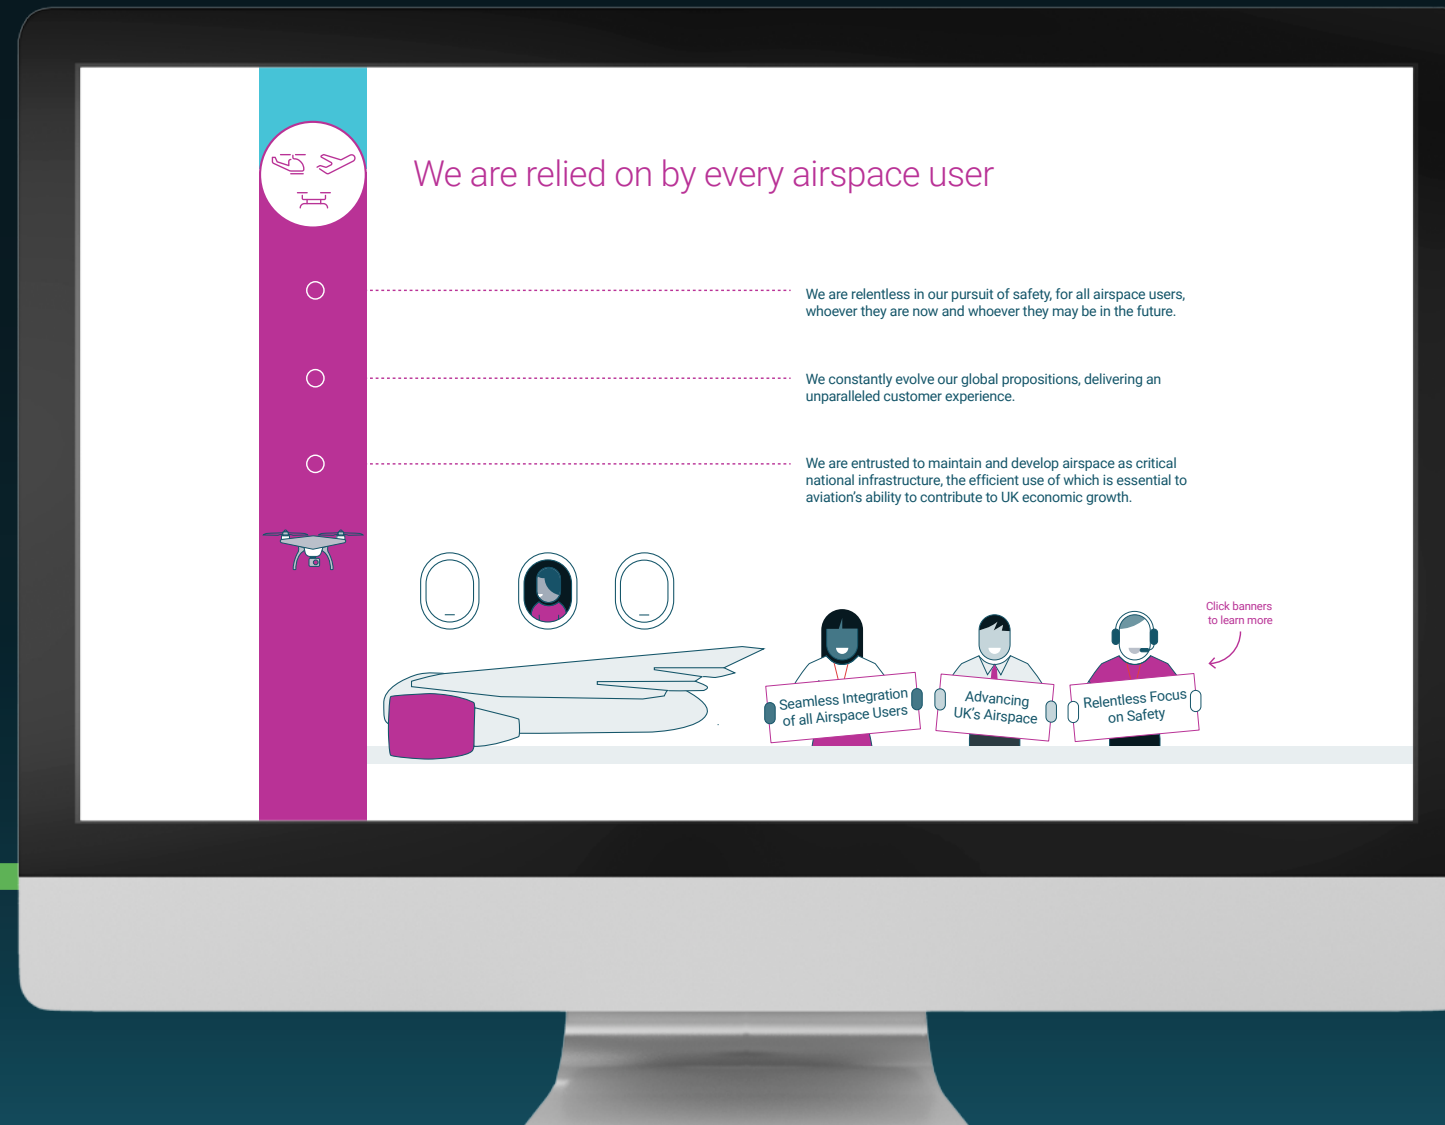 We are relied on by every airspace user
We are relentless in our pursuit of safety, for all airspace users,
whoever they are now and whoever they may be in the future.
We constantly evolve our global propositions, delivering an
unparalleled customer experience.
We are entrusted to maintain and develop airspace as critical
national infrastructure, the efficient use of which is essential to
aviation’s ability to contribute to UK economic growth.
Click banners
to learn more
Seamless Integration
of all Airspace Users
Advancing
UK’s Airspace
Relentless Focus
on Safety